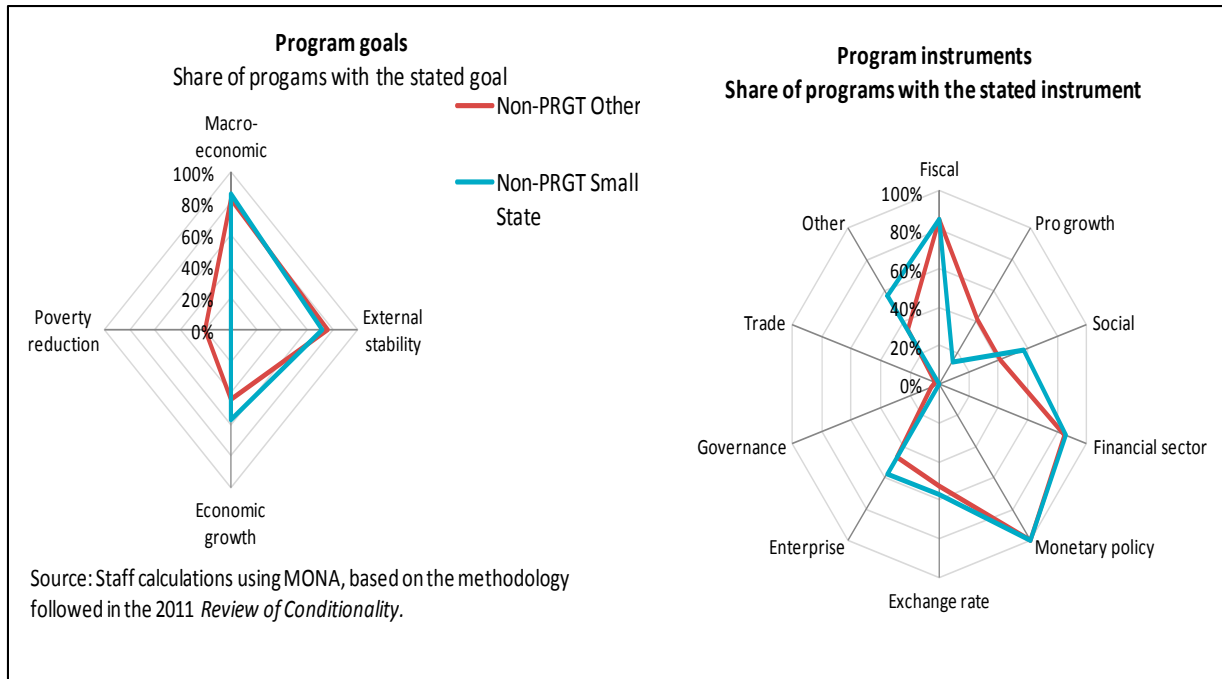 Program goals
Share of progams with the stated goal
Non-PRGT Other
Non-PRGT Small
State
Macro-
economic
100%
80%
60%
40%
20%
0%
Poverty
reduction
External
stability
Economic
growth
Source: Staff calculations using MONA, based on the methodology
followed in the 2011 Review of Conditionality.
Program instruments
Share of programs with the stated instrument
Fiscal
100%
80%
60%
40%
20%
0%
Other
Pro growth
Trade
Social
Governance
Financial sector
Enterprise
Monetary policy
Exchange rate